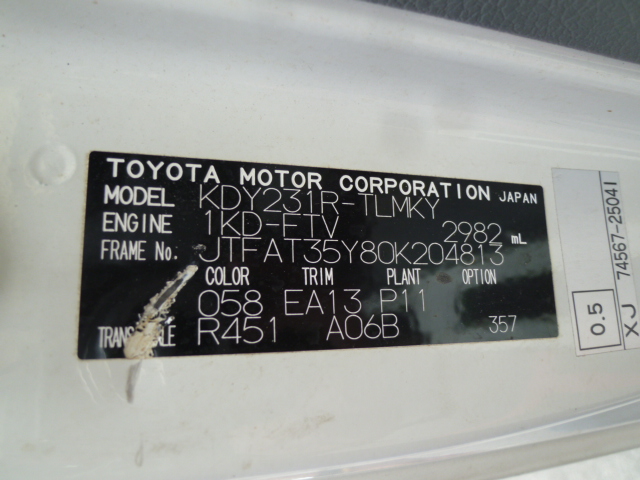 TOYOTA MOTOR CORPORATION JAPAN
MODEL KDY231R-TLMKY
ENGINE 1KD-FTV 2982 mL
FRAME No. JTFAT35Y80K204813
COLOR TRIM PLANT OPTION
058 EA13 P11
R451 A06B 357
74567-25041
0.5
XJ